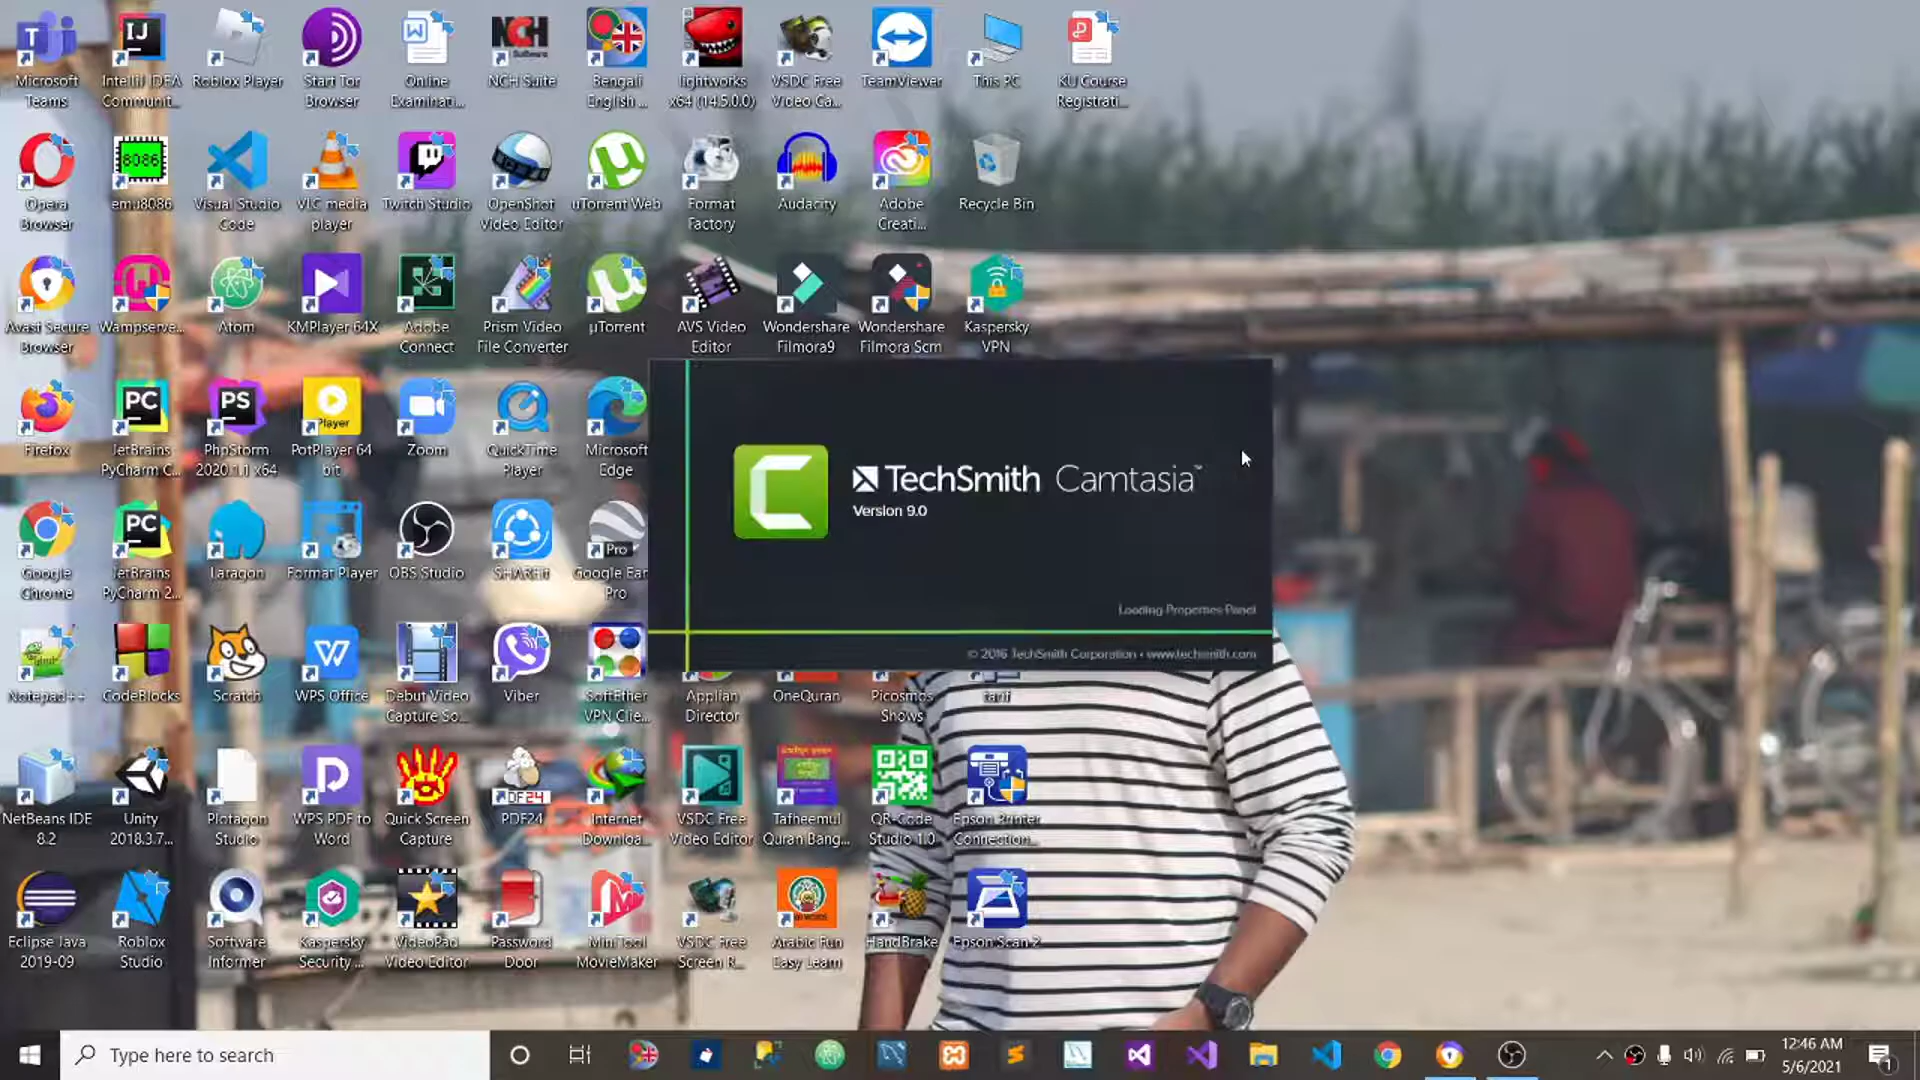 Microsoft
Teams
IntelliJ IDEA
Communit...
Roblox Player
Start Tor
Browser
Online
Examinati...
NCH Suite
Bengali
English ...
lightworks
x64 (14.5.0.0)
VSDC Free
Video Ca...
TeamViewer
This PC
KU Course
Registrati...
Opera
Browser
emu8086
Visual Studio
Code
VLC media
player
Twitch Studio
OpenShot
Video Editor
uTorrent Web
Format
Factory
Audacity
Adobe
Creati...
Recycle Bin
Avast Secure
Browser
Wampserve...
Atom
KMPlayer 64X
Adobe
Connect
Prism Video
File Converter
µTorrent
AVS Video
Editor
Wondershare
Filmora9
Wondershare
Filmora Scrn
Kaspersky
VPN
Firefox
JetBrains
PyCharm C...
PhpStorm
2020.1.1 x64
PotPlayer 64
bit
Zoom
QuickTime
Player
Microsoft
Edge
TechSmith Camtasia™
Version 9.0
Loading Properties Panel
© 2016 TechSmith Corporation • www.techsmith.com
Google
Chrome
JetBrains
PyCharm 2...
Laragon
Format Player
OBS Studio
SHAREit
Google Ear
Pro
Notepad++
CodeBlocks
Scratch
WPS Office
Debut Video
Capture So...
Viber
SoftEther
VPN Clie...
Applian
Director
OneQuran
Picosmos
Shows
tarif
NetBeans IDE
8.2
Unity
2018.3.7...
Plotagon
Studio
WPS PDF to
Word
Quick Screen
Capture
PDF24
Internet
Downloa...
VSDC Free
Video Editor
Tafheemul
Quran Bang...
QR-Code
Studio 1.0
Epson Printer
Connection...
Eclipse Java
2019-09
Roblox
Studio
Software
Informer
Kaspersky
Security ...
VideoPad
Video Editor
Password
Door
MiniTool
MovieMaker
VSDC Free
Screen R...
Arabic Fun
Easy Learn
HandBrake
Epson Scan 2
Type here to search
12:46 AM
5/6/2021
1